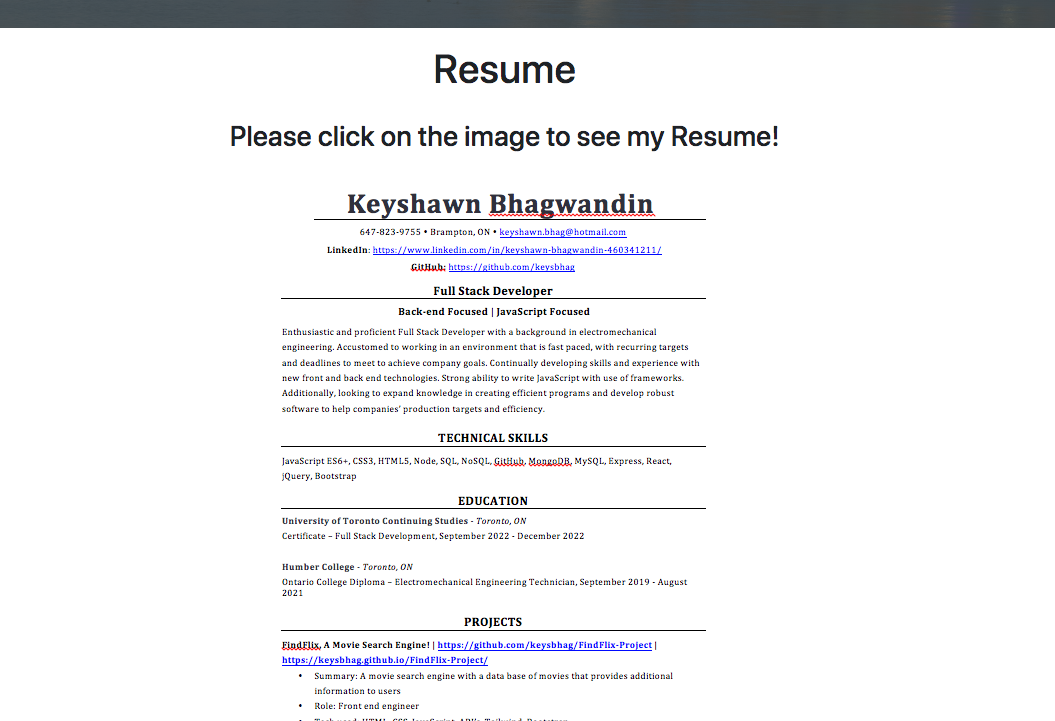 Resume
Please click on the image to see my Resume!
Keyshawn Bhagwandin
647-823-9755 • Brampton, ON • keyshawn.bhag@hotmail.com
LinkedIn: https://www.linkedin.com/in/keyshawn-bhagwandin-460341211/
GitHub: https://github.com/keysbhag
Full Stack Developer
Back-end Focused | JavaScript Focused
Enthusiastic and proficient Full Stack Developer with a background in electromechanical
engineering. Accustomed to working in an environment that is fast paced, with recurring targets
and deadlines to meet to achieve company goals. Continually developing skills and experience with
new front and back end technologies. Strong ability to write JavaScript with use of frameworks.
Additionally, looking to expand knowledge in creating efficient programs and develop robust
software to help companies' production targets and efficiency.
TECHNICAL SKILLS
JavaScript ES6+, CSS3, HTML5, Node, SQL, NoSQL, GitHub, MongoDB, MySQL, Express, React,
jQuery, Bootstrap
EDUCATION
University of Toronto Continuing Studies - Toronto, ON
Certificate – Full Stack Development, September 2022 - December 2022
Humber College - Toronto, ON
Ontario College Diploma – Electromechanical Engineering Technician, September 2019 - August
2021
PROJECTS
FindFlix, A Movie Search Engine! | https://github.com/keysbhag/FindFlix-Project |
https://keysbhag.github.io/FindFlix-Project/
• Summary: A movie search engine with a data base of movies that provides additional
information to users
• Role: Front end engineer
• Tech used: HTML, CSS, JavaScript, API's, Tailwind, Bootstrap